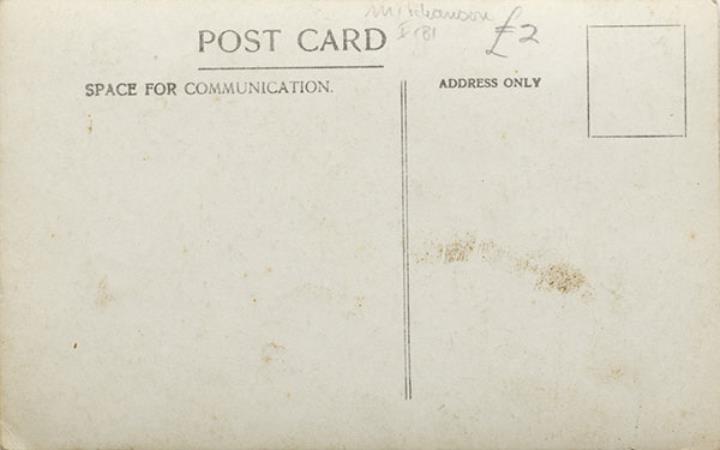 £2
POST CARD
SPACE FOR COMMUNICATION.
ADDRESS ONLY